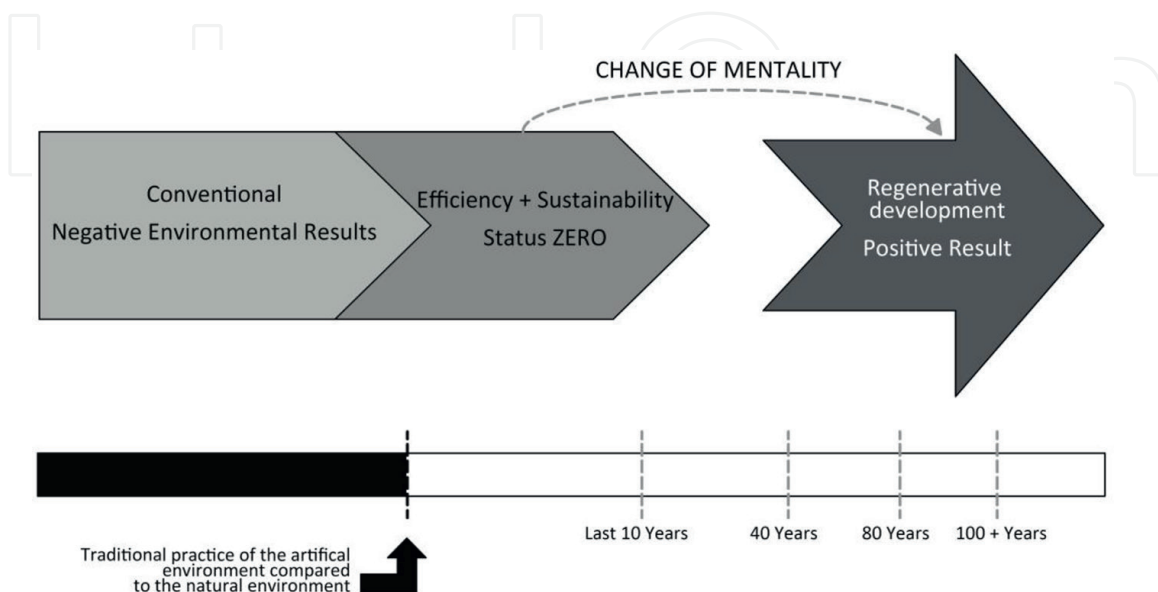 CHANGE OF MENTALITY
Conventional
Negative Environmental Results
Efficiency + Sustainability
Status ZERO
Regenerative
development
Positive Result
Last 10 Years
40 Years
80 Years
100 + Years
Traditional practice of the artifical
environment compared
to the natural environment